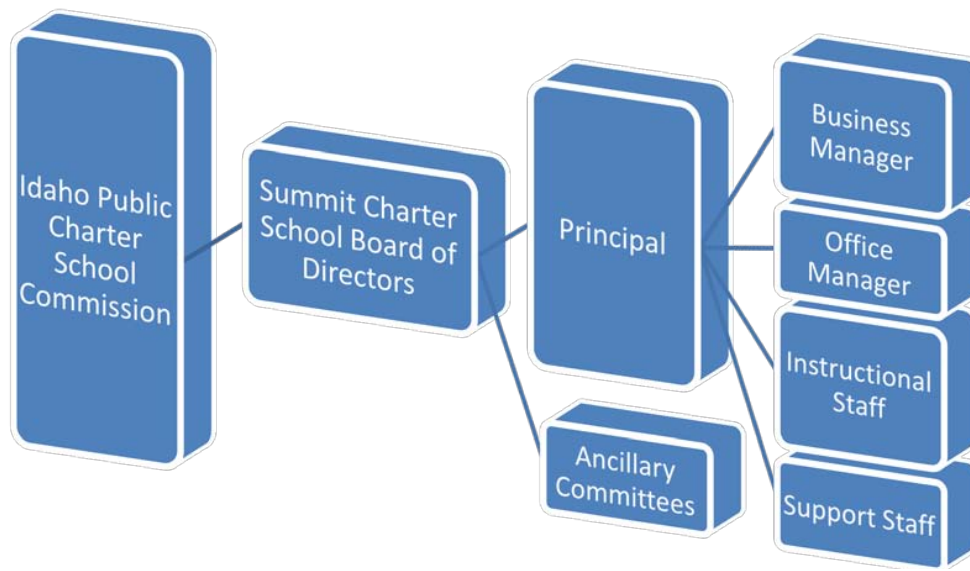 Idaho Public
Charter
School
Commission
Summit Charter
School Board of
Directors
Principal
Ancillary
Committees
Business
Manager
Office
Manager
Instructional
Staff
Support Staff